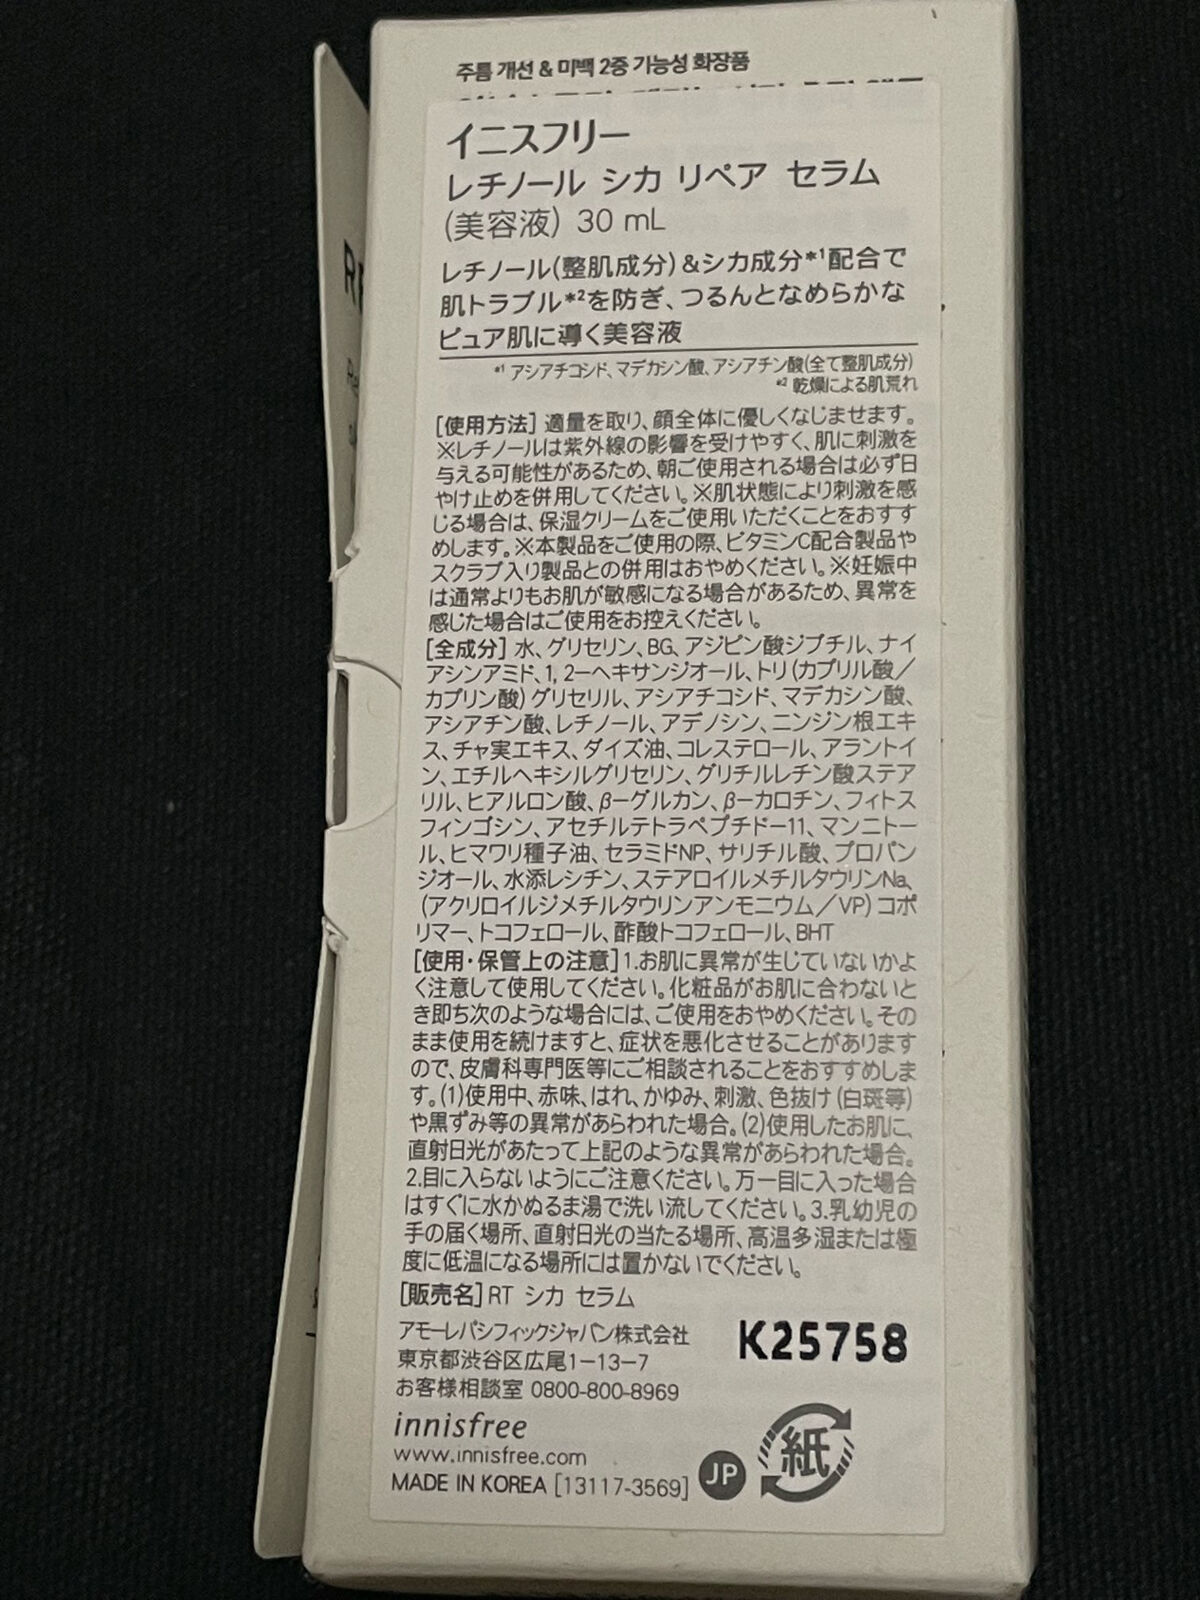 주름 개선 & 미백 2중 기능성 화장품
イニスフリー
レチノール シカ リペア セラム
(美容液) 30 mL
レチノール(整肌成分)&シカ成分*1配合で
肌トラブル*2を防ぎ、つるんとなめらかな
ピュア肌に導く美容液
*1 アシアチコシド、マデカシン酸、アシアチン酸(全て整肌成分)
*2 乾燥による肌荒れ
[使用方法] 適量を取り、顔全体に優しくなじませます。
※レチノールは紫外線の影響を受けやすく、肌に刺激を
与える可能性があるため、朝ご使用される場合は必ず日
やけ止めを併用してください。※肌状態により刺激を感
じる場合は、保湿クリームをご使用いただくことをおすす
めします。※本製品をご使用の際、ビタミンC配合製品や
スクラブ入り製品との併用はおやめください。※妊娠中
は通常よりもお肌が敏感になる場合があるため、異常を
感じた場合はご使用をお控えください。
[全成分] 水、グリセリン、BG、アジピン酸ジブチル、ナイ
アシンアミド、1, 2-ヘキサンジオール、トリ(カプリル酸/
カプリン酸)グリセリル、アシアチコシド、マデカシン酸、
アシアチン酸、レチノール、アデノシン、ニンジン根エキ
ス、チャ実エキス、ダイズ油、コレステロール、アラントイ
ン、エチルヘキシルグリセリン、グリチルレチン酸ステア
リル、ヒアルロン酸、β-グルカン、β-カロチン、フィトス
フィンゴシン、アセチルテトラペプチド-11、マンニトー
ル、ヒマワリ種子油、セラミドNP、サリチル酸、プロパン
ジオール、水添レシチン、ステアロイルメチルタウリンNa、
(アクリロイルジメチルタウリンアンモニウム/VP) コポ
リマー、トコフェロール、酢酸トコフェロール、BHT
[使用・保管上の注意]1.お肌に異常が生じていないかよ
く注意して使用してください。化粧品がお肌に合わないと
き即ち次のような場合には、ご使用をおやめください。その
まま使用を続けますと、症状を悪化させることがあります
ので、皮膚科専門医等にご相談されることをおすすめしま
す。(1)使用中、赤味、はれ、かゆみ、刺激、色抜け(白斑等)
や黒ずみ等の異常があらわれた場合。(2)使用したお肌に、
直射日光があたって上記のような異常があらわれた場合。
2.目に入らないようにご注意ください。万一目に入った場合
はすぐに水かぬるま湯で洗い流してください。3.乳幼児の
手の届く場所、直射日光の当たる場所、高温多湿または極
度に低温になる場所には置かないでください。
[販売名]RT シカ セラム
アモーレパシフィックジャパン株式会社
東京都渋谷区広尾1-13-7
お客様相談室 0800-800-8969
K25758
innisfree
www.innisfree.com
MADE IN KOREA [13117-3569]
JP
紙